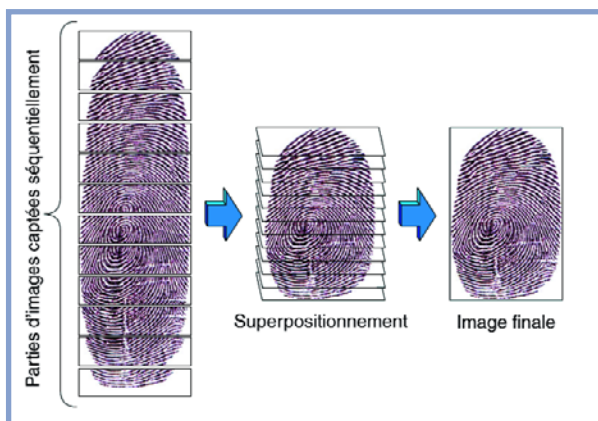 Parties d'images captées séquentiellement
Superpositionnement
Image finale